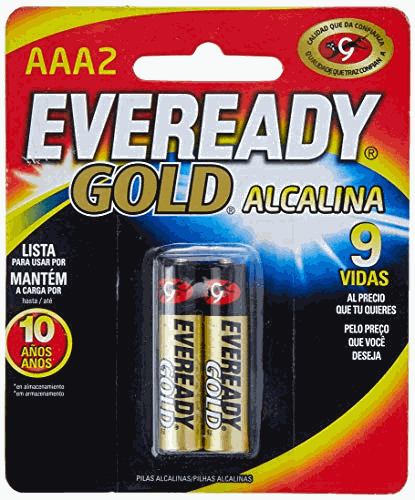 CALIDAD QUE DA CONFIANZA
9
QUALIDADE QUE TRAZ CONFIANÇA
AAA2
EVEREADY®
GOLD® ALCALINA
LISTA
PARA USAR POR
MANTÉM
A CARGA POR
hasta / até
10
AÑOS
ANOS*
*en almacenamiento
*em armazenamento
9
VIDAS
AL PRECIO
QUE TU QUIERES
PELO PREÇO
QUE VOCÊ
DESEJA
9
EVEREADY
GOLD
9
EVEREADY
GOLD
PILAS ALCALINAS/PILHAS ALCALINAS